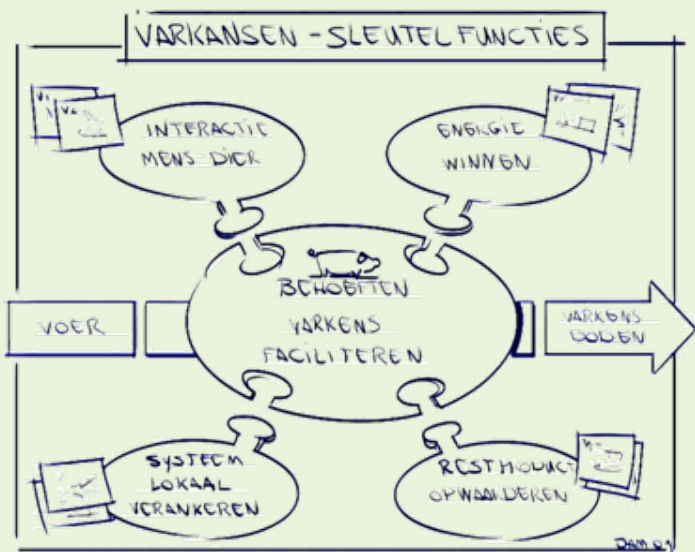 VARKANSEN - SLEUTELFUNCTIES
INTERACTIE
MENS-DIER
ENERGIE
WINNEN
BEHOEFTEN
VARKENS
FACILITEREN
VOER
VARKENS
DODEN
SYSTEEM
LOKAAL
VERANKEREN
RESTPRODUCT
OPWAARDEREN